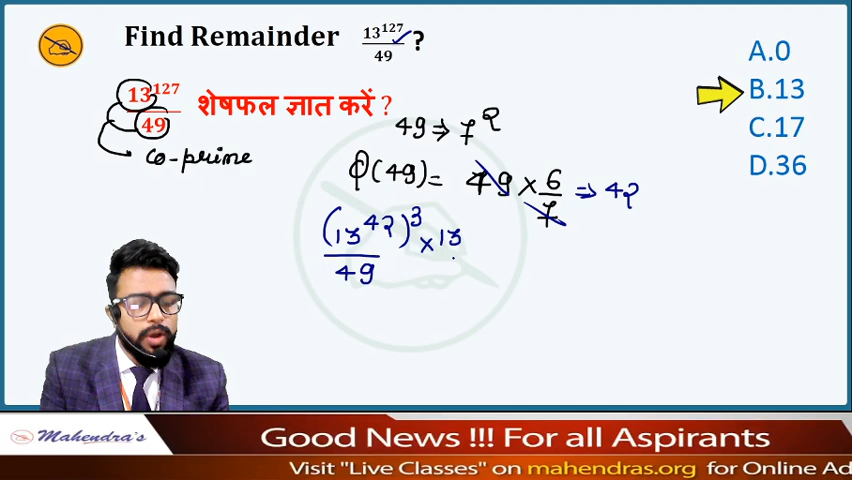 Find Remainder 13^127/49 ?
13^127/49 शेषफल ज्ञात करें ?
co-prime
49 ⇒ 7^2
φ(49) = 49 × 6/7 ⇒ 42
(13^42)^3 × 13
49
A.0
B.13
C.17
D.36
Mahendra's
Good News !!! For all Aspirants
Visit "Live Classes" on mahendras.org for Online Ad